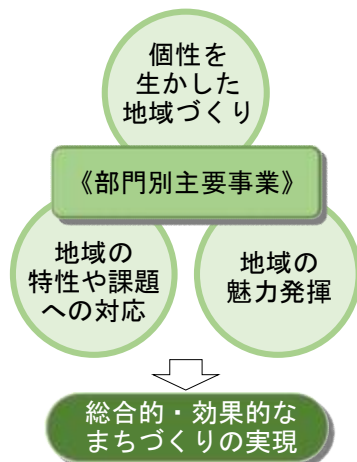 個性を
生かした
地域づくり
《部門別主要事業》
地域の
特性や課題
への対応
地域の
魅力発揮
総合的・効果的な
まちづくりの実現